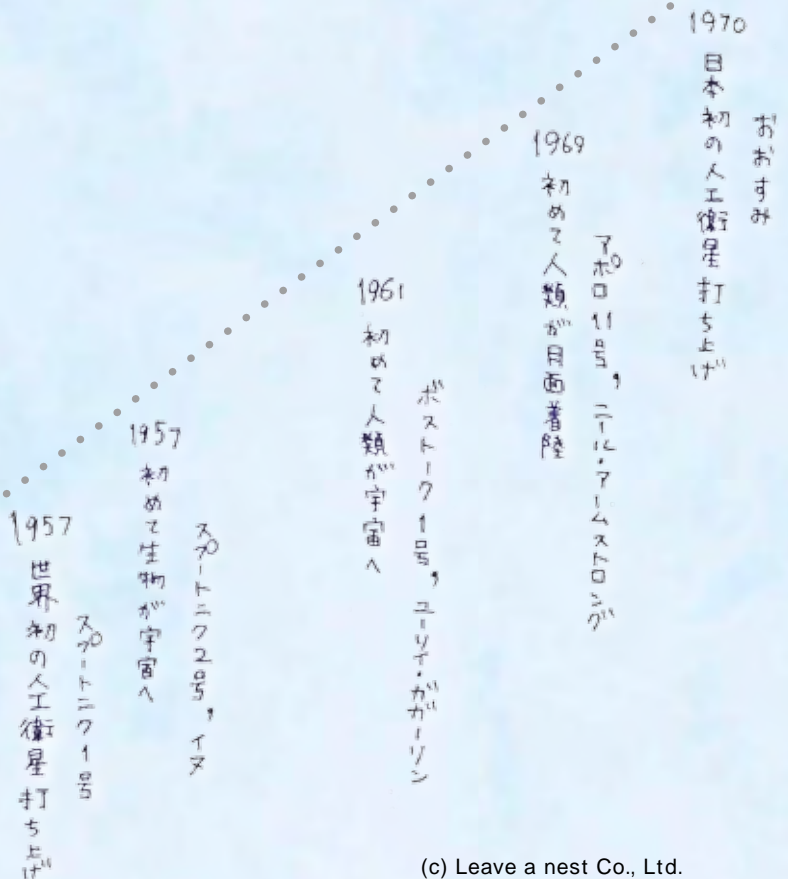 1957
世界初の人工衛星打ち上げ
スプートニク1号
1957
初めて生物が宇宙へ
スプートニク2号，イヌ
1961
初めて人類が宇宙へ
ボストーク1号，ユーリイ・ガガーリン
1969
初めて人類が月面着陸
アポロ11号，ニール・アームストロング
1970
日本初の人工衛星打ち上げ
おおすみ
(c) Leave a nest Co., Ltd.